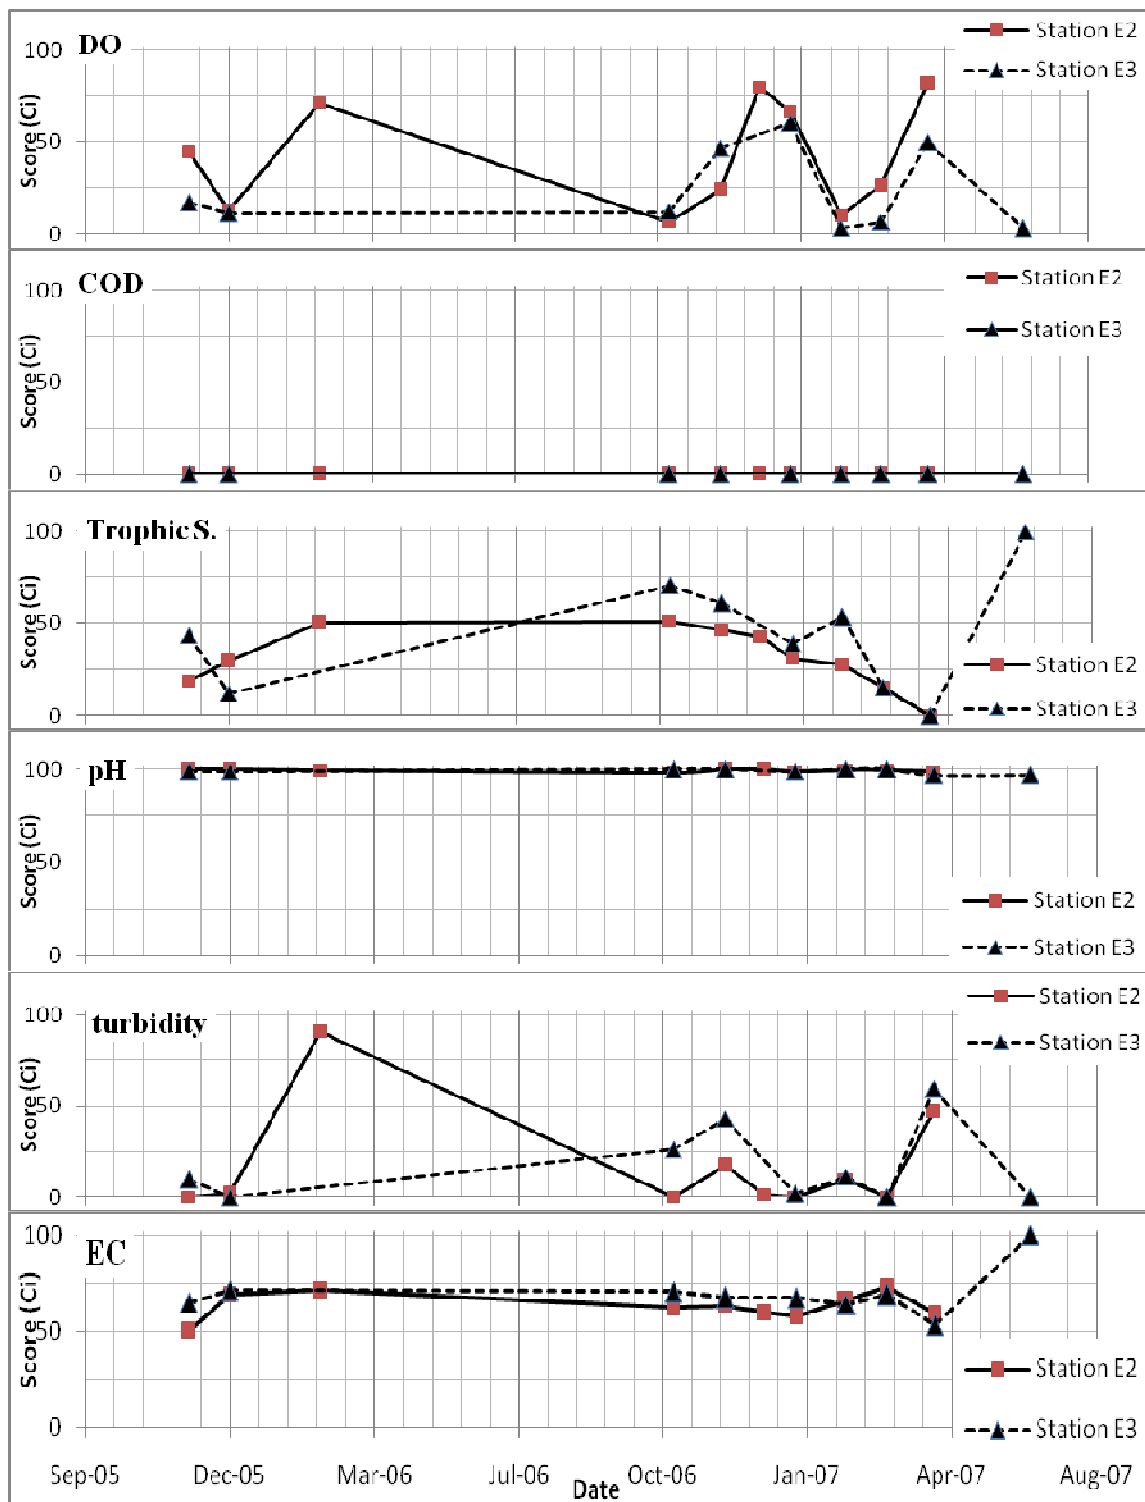 DO
Station E2
Station E3
100
50
0
Score (Ci)
COD
Station E2
Station E3
100
50
0
Score (Ci)
Trophic S.
Station E2
Station E3
100
50
0
Score (Ci)
pH
Station E2
Station E3
100
50
0
Score (Ci)
turbidity
Station E2
Station E3
100
50
0
Score (Ci)
EC
Station E2
Station E3
100
50
0
Score (Ci)
Sep-05 Dec-05 Mar-06 Jul-06 Oct-06 Jan-07 Apr-07 Aug-07
Date